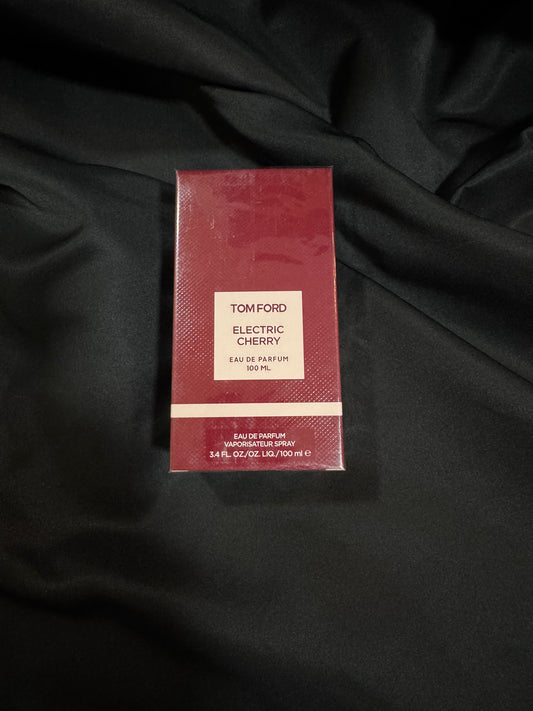 TOM FORD
ELECTRIC
CHERRY
EAU DE PARFUM
100 ML
EAU DE PARFUM
VAPORISATEUR SPRAY
3.4 FL. OZ./OZ. LIQ./100 ml ℮